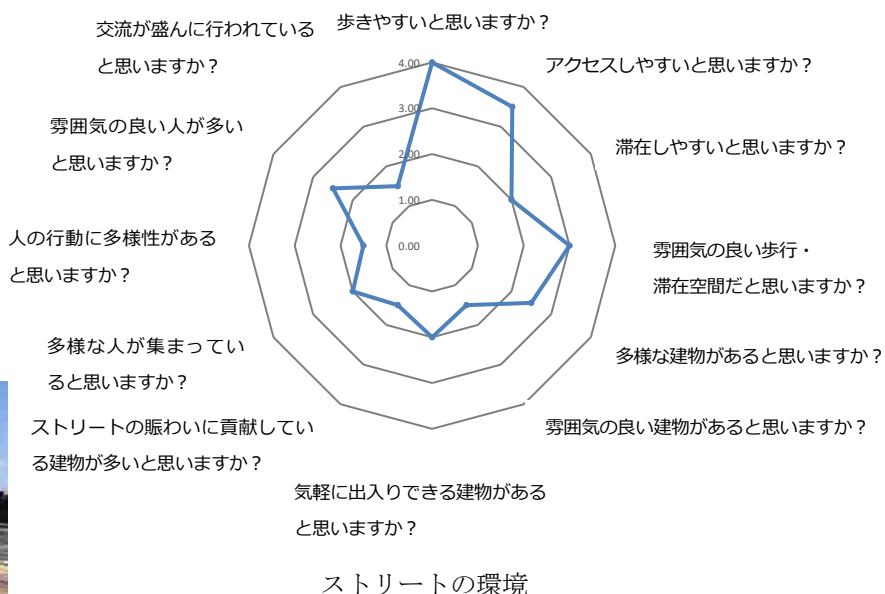 歩きやすいと思いますか？
アクセスしやすいと思いますか？
滞在しやすいと思いますか？
雰囲気の良い歩行・
滞在空間だと思いますか？
多様な建物があると思いますか？
雰囲気の良い建物があると思いますか？
気軽に出入りできる建物がある
と思いますか？
ストリートの賑わいに貢献してい
る建物が多いと思いますか？
多様な人が集まってい
ると思いますか？
人の行動に多様性がある
と思いますか？
雰囲気の良い人が多い
と思いますか？
交流が盛んに行われている
と思いますか？
4.00
3.00
2.00
1.00
0.00
ストリートの環境